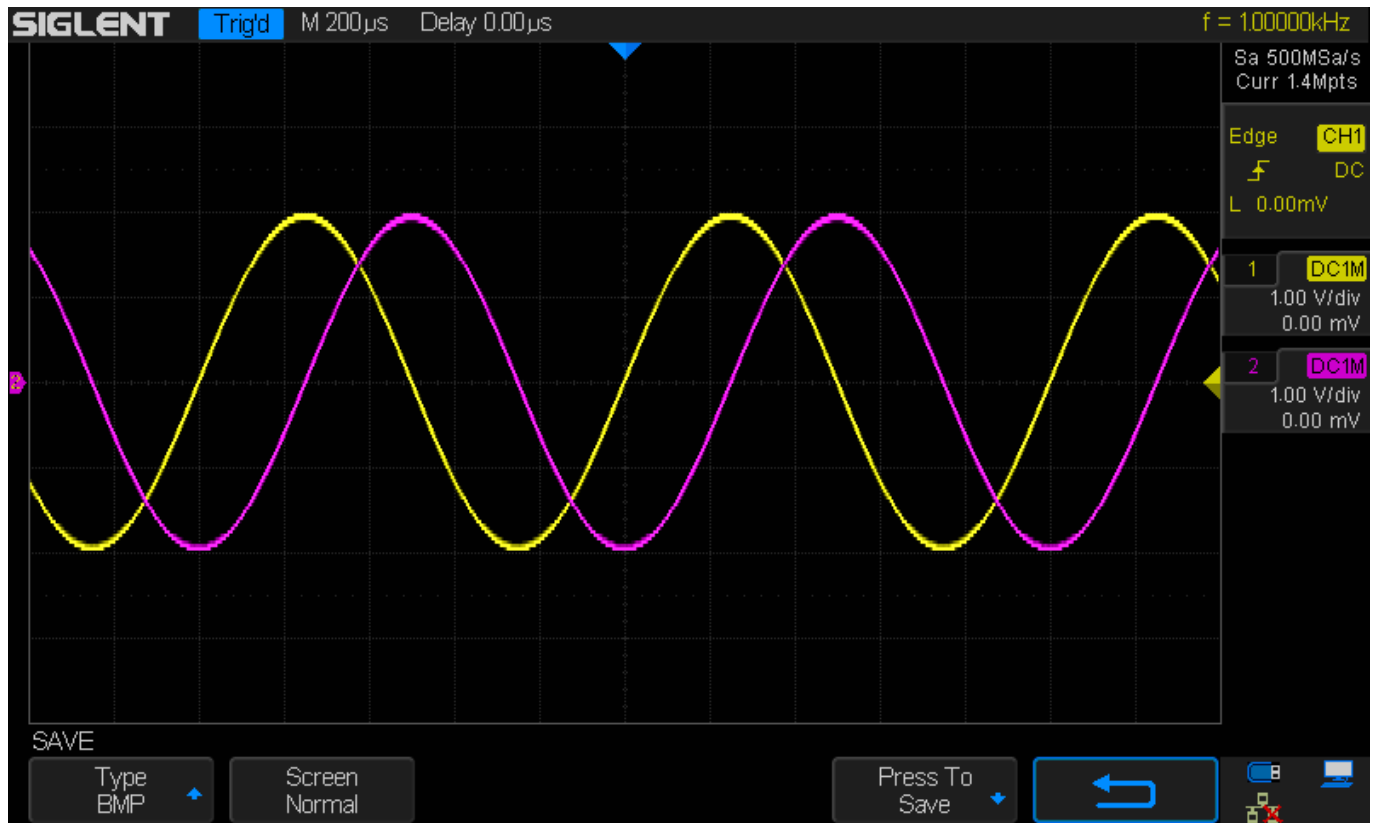 SIGLENT Trig'd M 200µs Delay 0.00µs f = 1.00000kHz
Sa 500MSa/s
Curr 1.4Mpts
Edge CH1
DC
L 0.00mV
1 DC1M
1.00 V/div
0.00 mV
2 DC1M
1.00 V/div
0.00 mV
SAVE
Type
BMP
Screen
Normal
Press To
Save